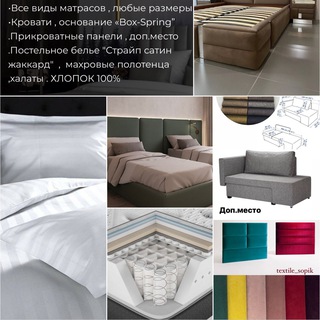 •Все виды матрасов , любые размеры
•Кровати , основание «Box-Spring”
.Прикроватные панели , доп.место
.Постельное белье "Страйп сатин
жаккард" , махровые полотенца
,халаты . ХЛОПОК 100%
Доп.место
textile_sopik